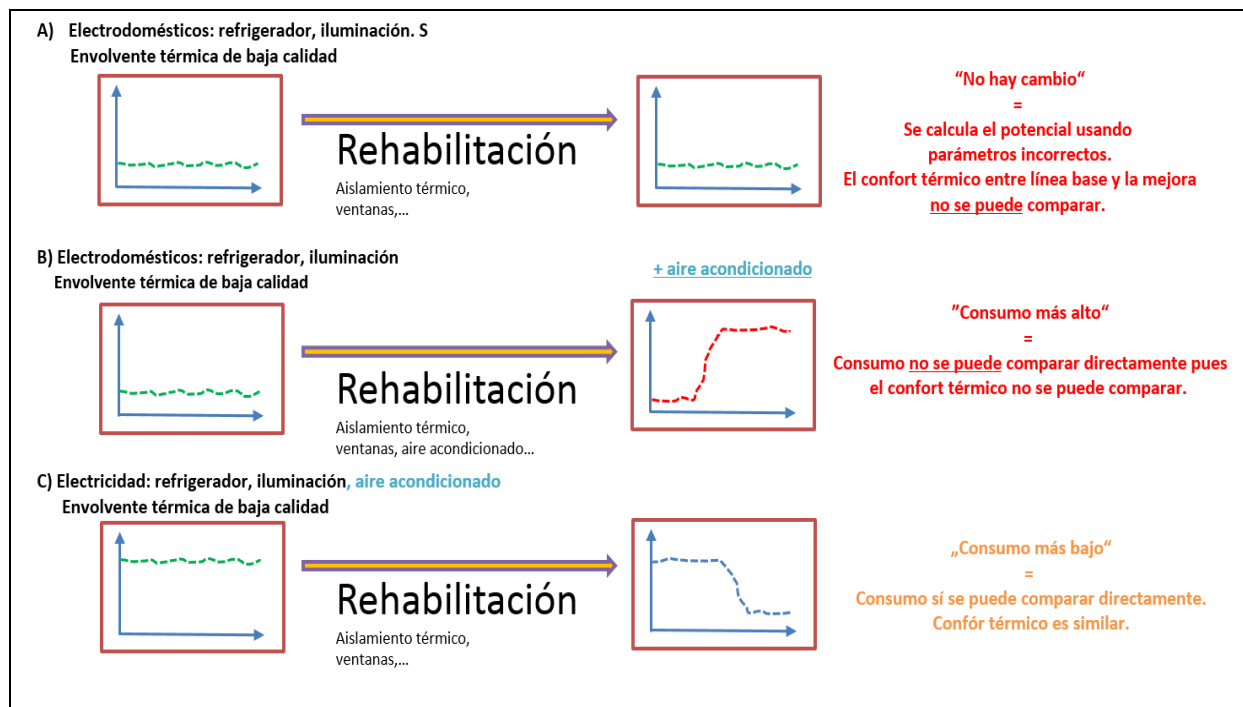 A) Electrodomésticos: refrigerador, iluminación. S
Envolvente térmica de baja calidad
Rehabilitación
Aislamiento térmico,
ventanas,...
“No hay cambio“
=
Se calcula el potencial usando
parámetros incorrectos.
El confort térmico entre línea base y la mejora
no se puede comparar.
B) Electrodomésticos: refrigerador, iluminación
Envolvente térmica de baja calidad
+ aire acondicionado
Rehabilitación
Aislamiento térmico,
ventanas, aire acondicionado...
”Consumo más alto“
=
Consumo no se puede comparar directamente pues
el confort térmico no se puede comparar.
C) Electricidad: refrigerador, iluminación, aire acondicionado
Envolvente térmica de baja calidad
Rehabilitación
Aislamiento térmico,
ventanas,...
„Consumo más bajo“
=
Consumo sí se puede comparar directamente.
Confór térmico es similar.